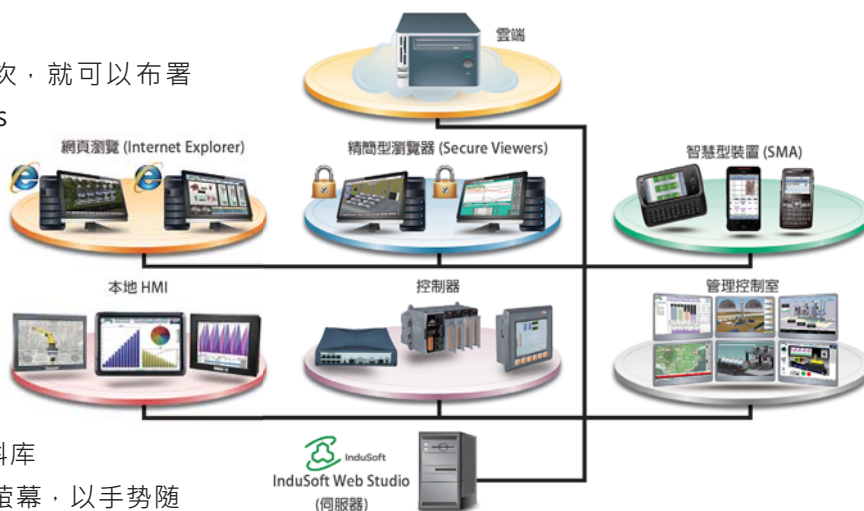 雲端
次，就可以布署
s
網頁瀏覽 (Internet Explorer)
精簡型瀏覽器 (Secure Viewers)
智慧型裝置 (SMA)
本地 HMI
控制器
管理控制室
料库
萤幕，以手势随
InduSoft
InduSoft Web Studio
(伺服器)